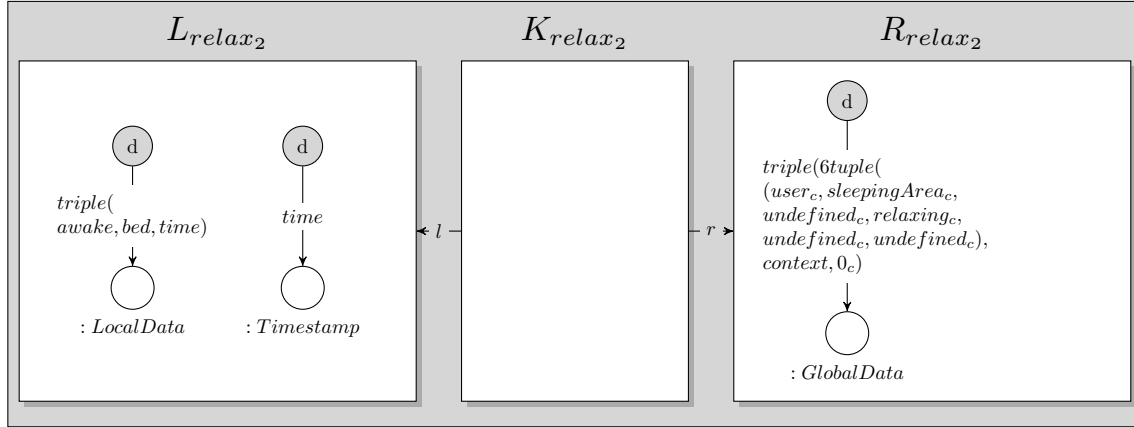 L_{relax_2} K_{relax_2} R_{relax_2}
d d
triple(
awake, bed, time)
time
: LocalData : Timestamp
l
r
d
triple(6tuple(
(user_c, sleepingArea_c,
undefined_c, relaxing_c,
undefined_c, undefined_c),
context, 0_c)
: GlobalData